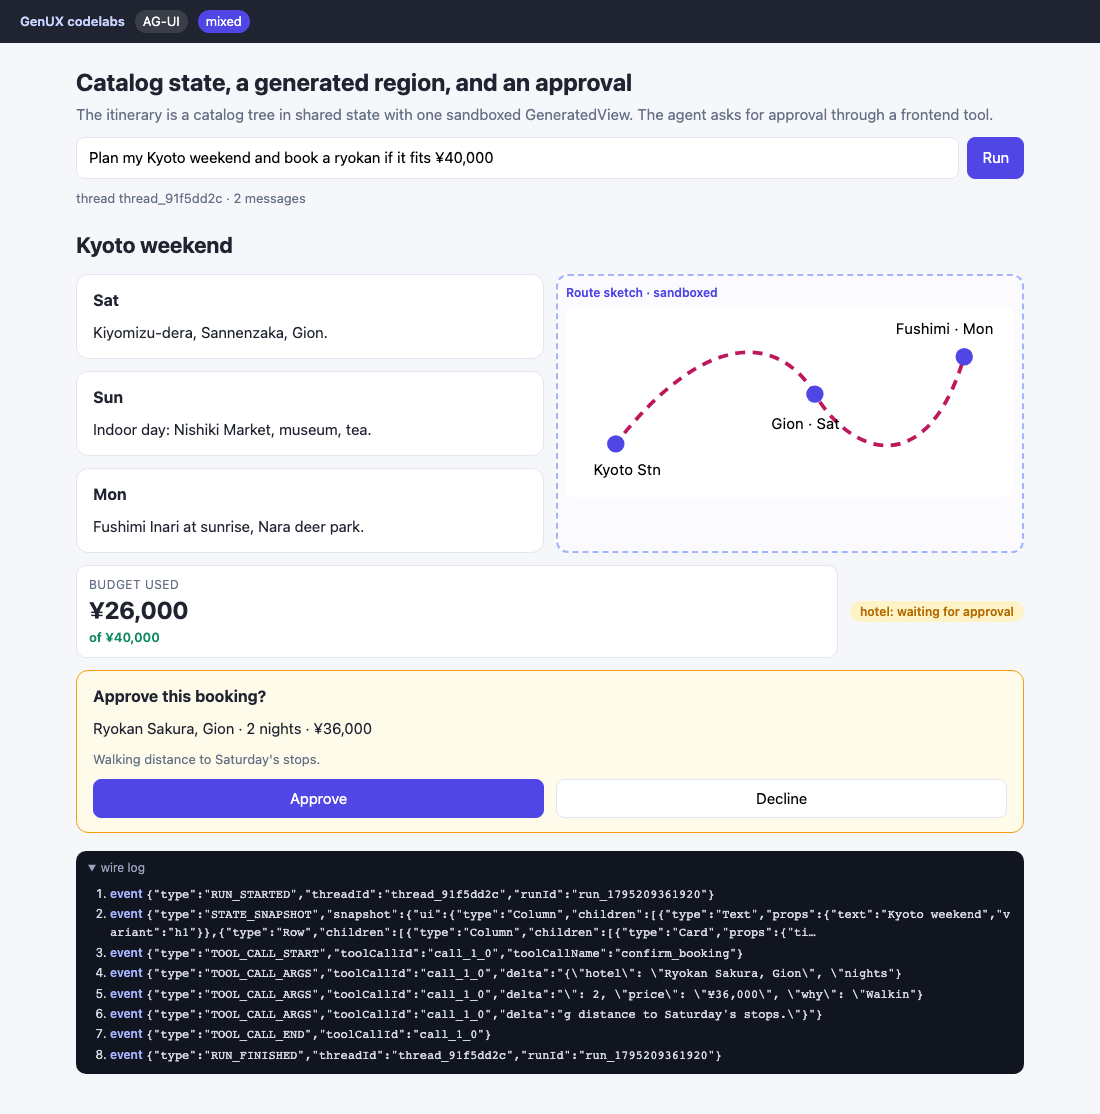 GenUX codelabs AG-UI mixed
Catalog state, a generated region, and an approval
The itinerary is a catalog tree in shared state with one sandboxed GeneratedView. The agent asks for approval through a frontend tool.
Plan my Kyoto weekend and book a ryokan if it fits ¥40,000
Run
thread thread_91f5dd2c · 2 messages
Kyoto weekend
Sat
Kiyomizu-dera, Sannenzaka, Gion.
Sun
Indoor day: Nishiki Market, museum, tea.
Mon
Fushimi Inari at sunrise, Nara deer park.
Route sketch · sandboxed
Fushimi · Mon
Gion · Sat
Kyoto Stn
BUDGET USED
¥26,000
of ¥40,000
hotel: waiting for approval
Approve this booking?
Ryokan Sakura, Gion · 2 nights · ¥36,000
Walking distance to Saturday's stops.
Approve
Decline
▼ wire log
1. event {"type":"RUN_STARTED","threadId":"thread_91f5dd2c","runId":"run_1795209361920"}
2. event {"type":"STATE_SNAPSHOT","snapshot":{"ui":{"type":"Column","children":[{"type":"Text","props":{"text":"Kyoto weekend","v
ariant":"h1"}},{"type":"Row","children":[{"type":"Column","children":[{"type":"Card","props":{"ti…
3. event {"type":"TOOL_CALL_START","toolCallId":"call_1_0","toolCallName":"confirm_booking"}
4. event {"type":"TOOL_CALL_ARGS","toolCallId":"call_1_0","delta":"{\"hotel\": \"Ryokan Sakura, Gion\", \"nights"}
5. event {"type":"TOOL_CALL_ARGS","toolCallId":"call_1_0","delta":"\": 2, \"price\": \"¥36,000\", \"why\": \"Walkin"}
6. event {"type":"TOOL_CALL_ARGS","toolCallId":"call_1_0","delta":"g distance to Saturday's stops.\"}"}
7. event {"type":"TOOL_CALL_END","toolCallId":"call_1_0"}
8. event {"type":"RUN_FINISHED","threadId":"thread_91f5dd2c","runId":"run_1795209361920"}